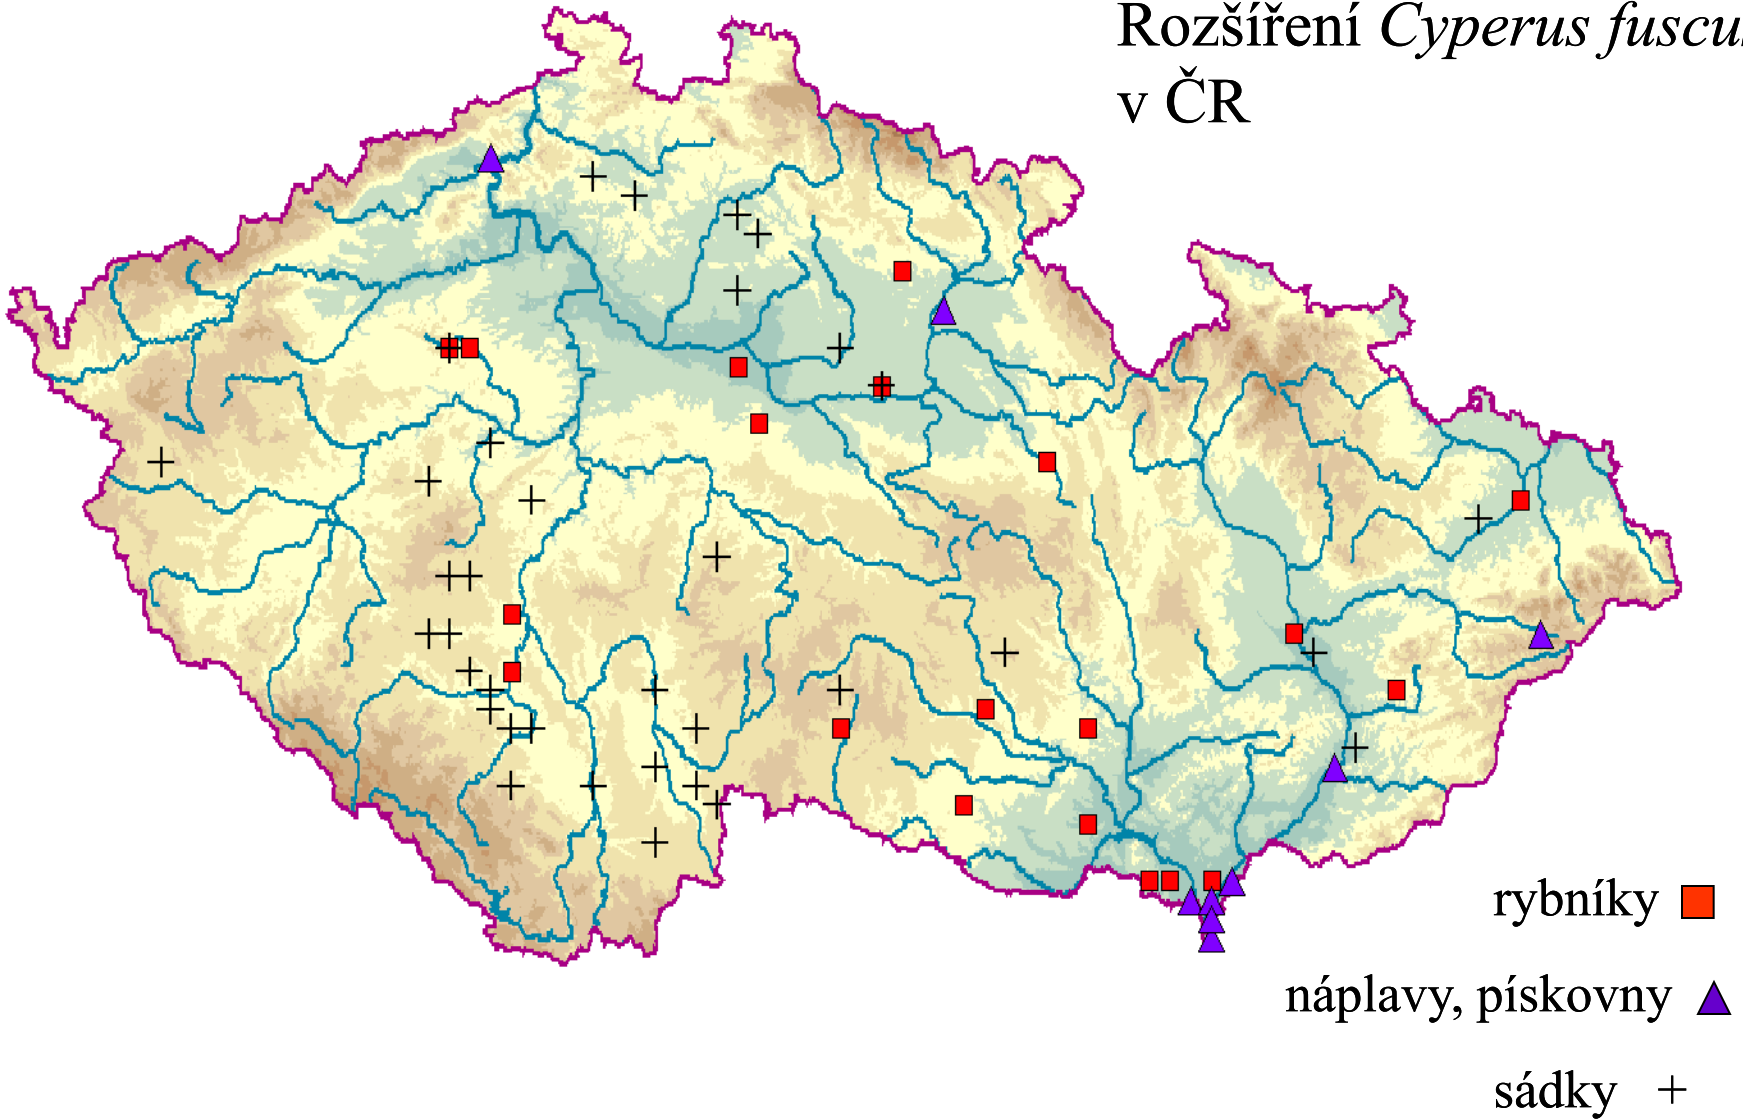 Rozšíření Cyperus fuscu
v ČR
rybníky
náplavy, pískovny
sádky